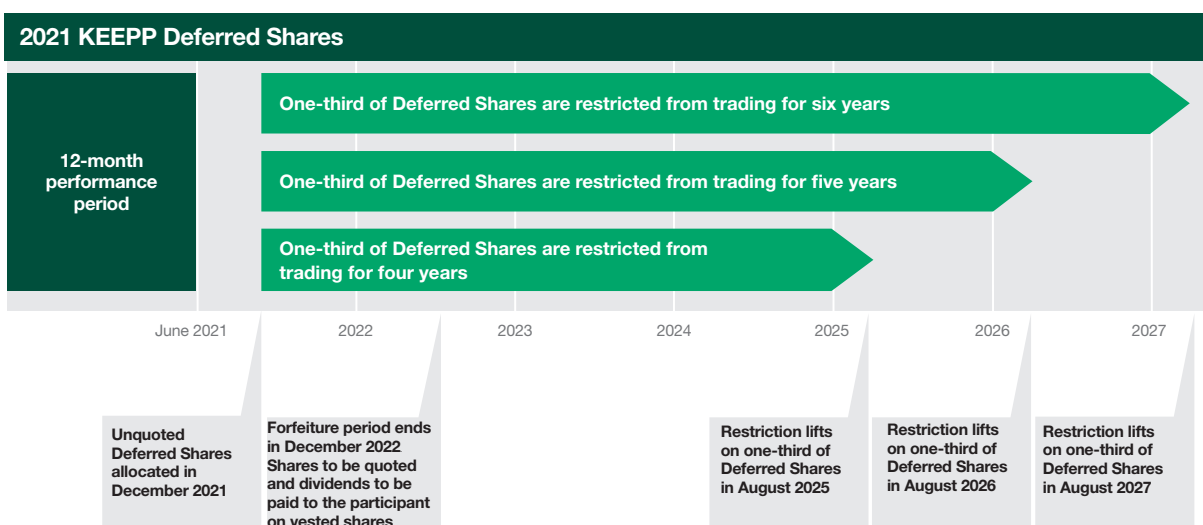 2021 KEEPP Deferred Shares
12-month
performance
period
One-third of Deferred Shares are restricted from trading for six years
One-third of Deferred Shares are restricted from trading for five years
One-third of Deferred Shares are restricted from
trading for four years
June 2021
2022
2023
2024
2025
2026
2027
Unquoted
Deferred Shares
allocated in
December 2021
Forfeiture period ends
in December 2022
Shares to be quoted
and dividends to be
paid to the participant
on vested shares
Restriction lifts
on one-third of
Deferred Shares
in August 2025
Restriction lifts
on one-third of
Deferred Shares
in August 2026
Restriction lifts
on one-third of
Deferred Shares
in August 2027